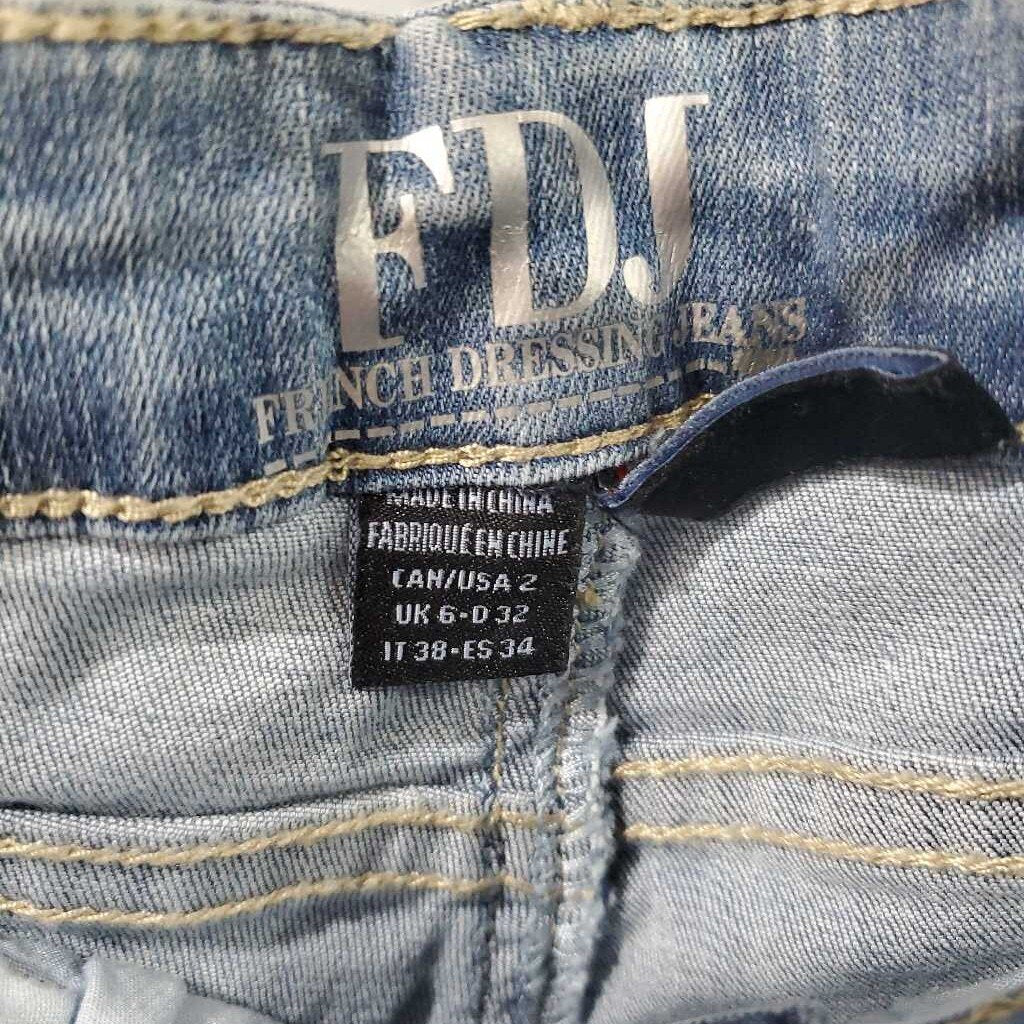 FDJ
FRENCH DRESSING JEANS
MADE IN CHINA
FABRIQUÉ EN CHINE
CAN/USA 2
UK 6-D 32
IT 38-ES 34